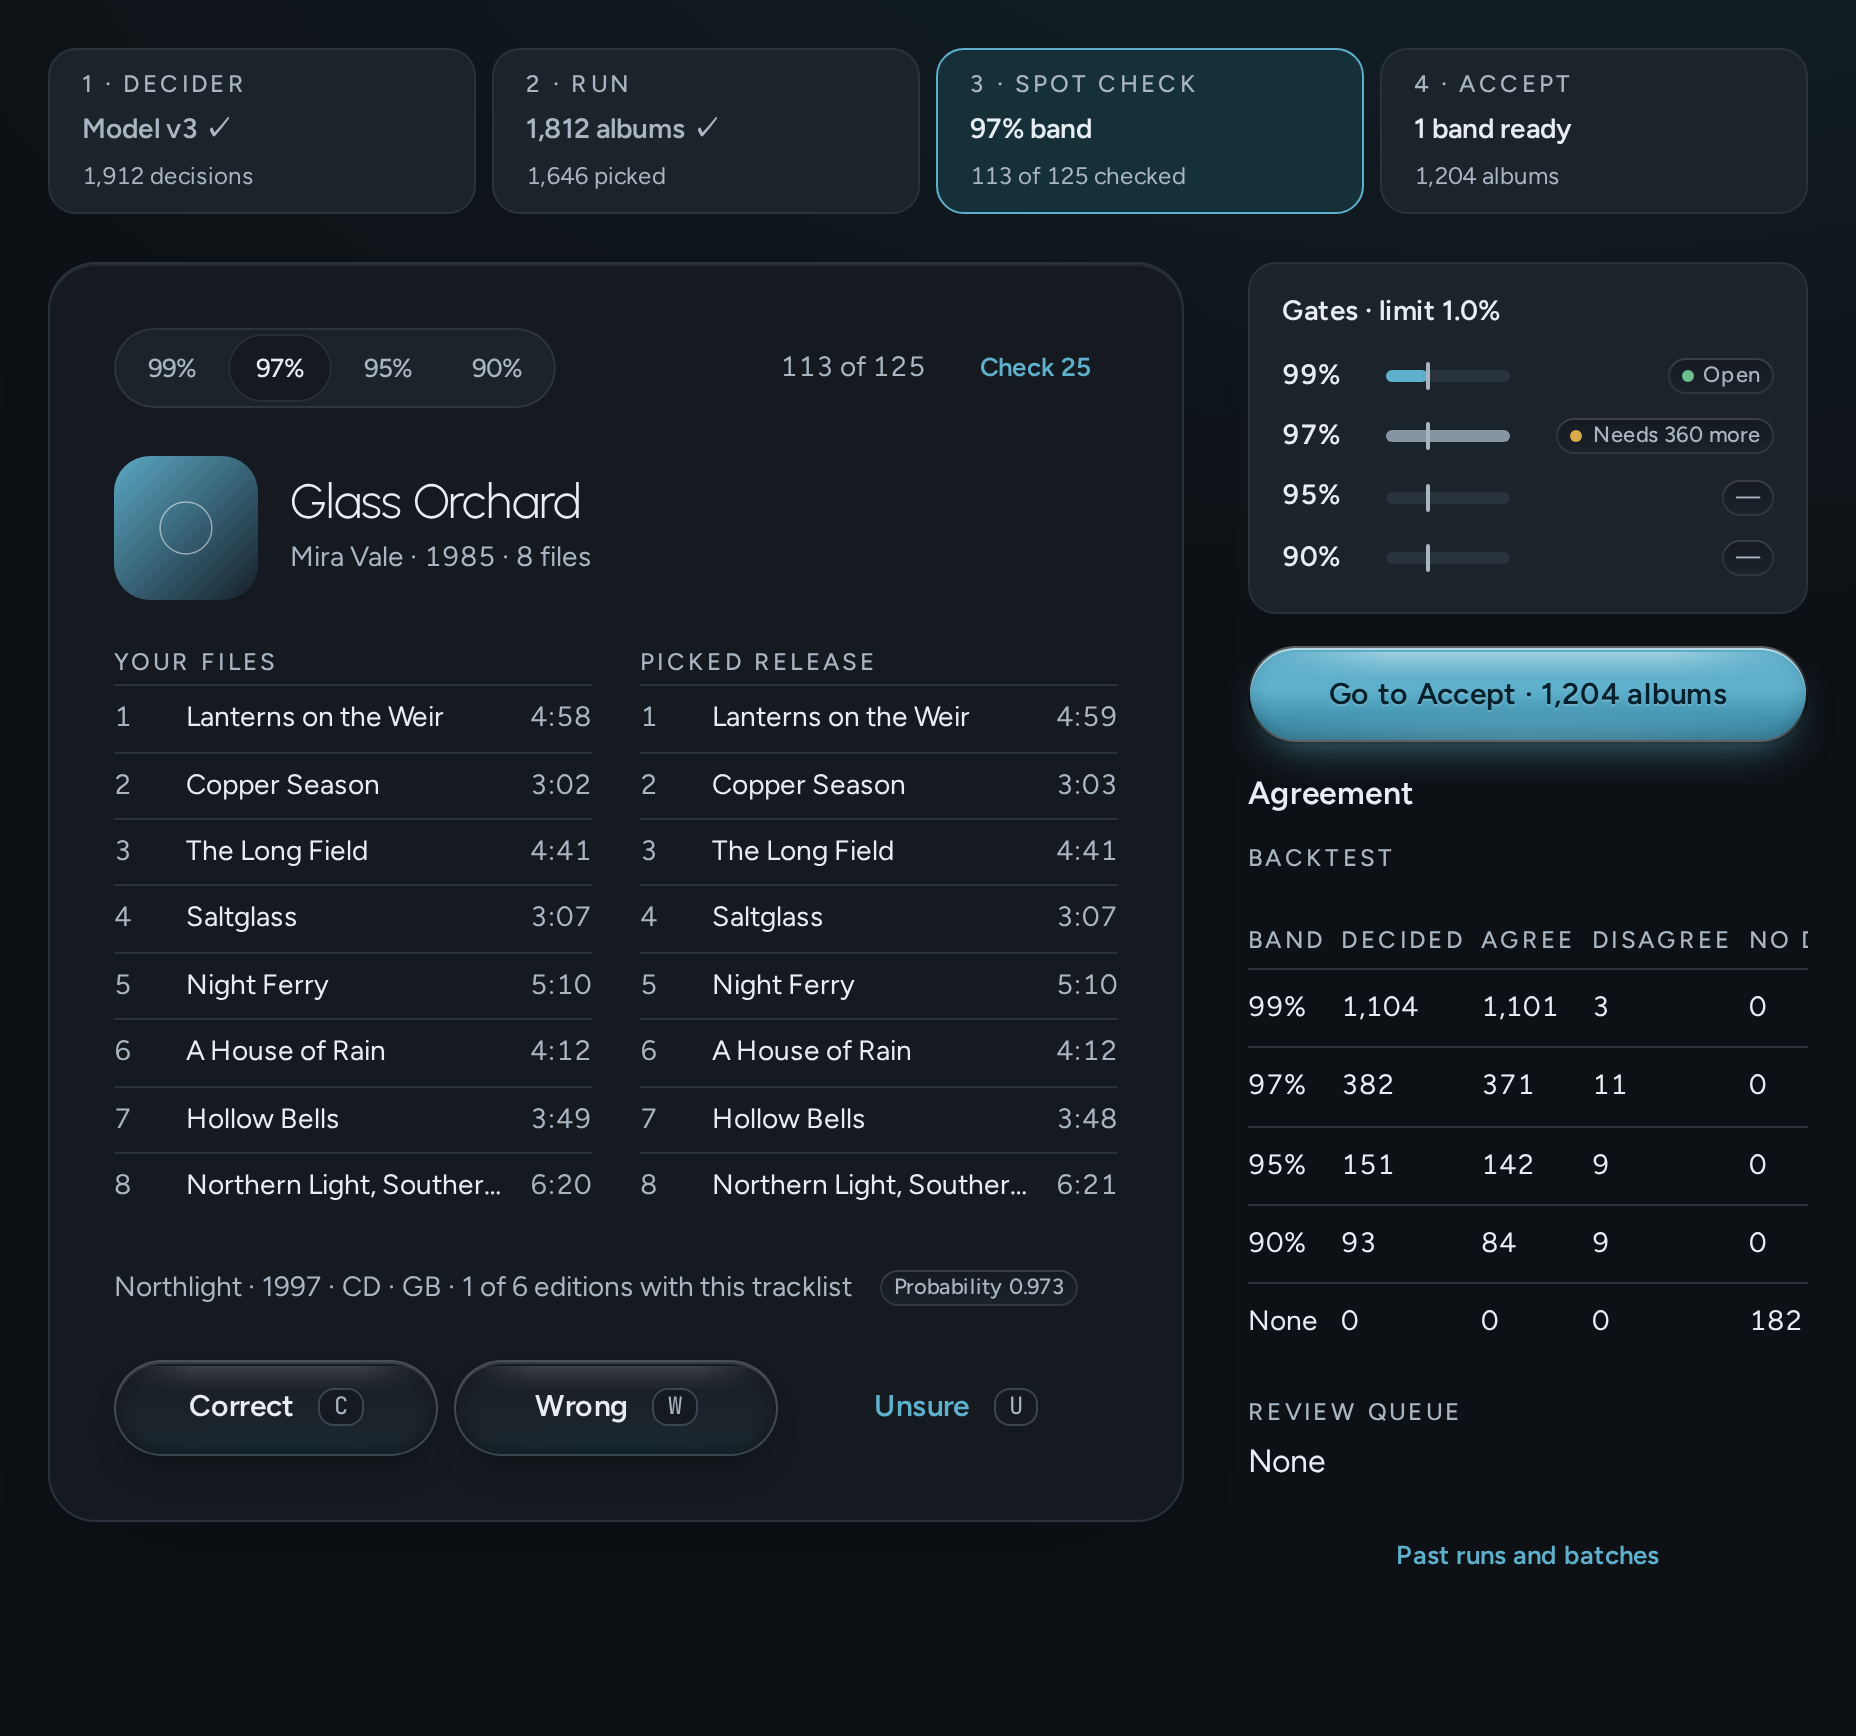 1 · DECIDER
Model v3 ✓
1,912 decisions
2 · RUN
1,812 albums ✓
1,646 picked
3 · SPOT CHECK
97% band
113 of 125 checked
4 · ACCEPT
1 band ready
1,204 albums
99% 97% 95% 90%
113 of 125 Check 25
Glass Orchard
Mira Vale · 1985 · 8 files
YOUR FILES
1 Lanterns on the Weir 4:58
2 Copper Season 3:02
3 The Long Field 4:41
4 Saltglass 3:07
5 Night Ferry 5:10
6 A House of Rain 4:12
7 Hollow Bells 3:49
8 Northern Light, Souther... 6:20
PICKED RELEASE
1 Lanterns on the Weir 4:59
2 Copper Season 3:03
3 The Long Field 4:41
4 Saltglass 3:07
5 Night Ferry 5:10
6 A House of Rain 4:12
7 Hollow Bells 3:48
8 Northern Light, Souther... 6:21
Northlight · 1997 · CD · GB · 1 of 6 editions with this tracklist Probability 0.973
Correct C Wrong W Unsure U
Gates · limit 1.0%
99% Open
97% Needs 360 more
95% —
90% —
Go to Accept · 1,204 albums
Agreement
BACKTEST
BAND DECIDED AGREE DISAGREE NO
99% 1,104 1,101 3 0
97% 382 371 11 0
95% 151 142 9 0
90% 93 84 9 0
None 0 0 0 182
REVIEW QUEUE
None
Past runs and batches